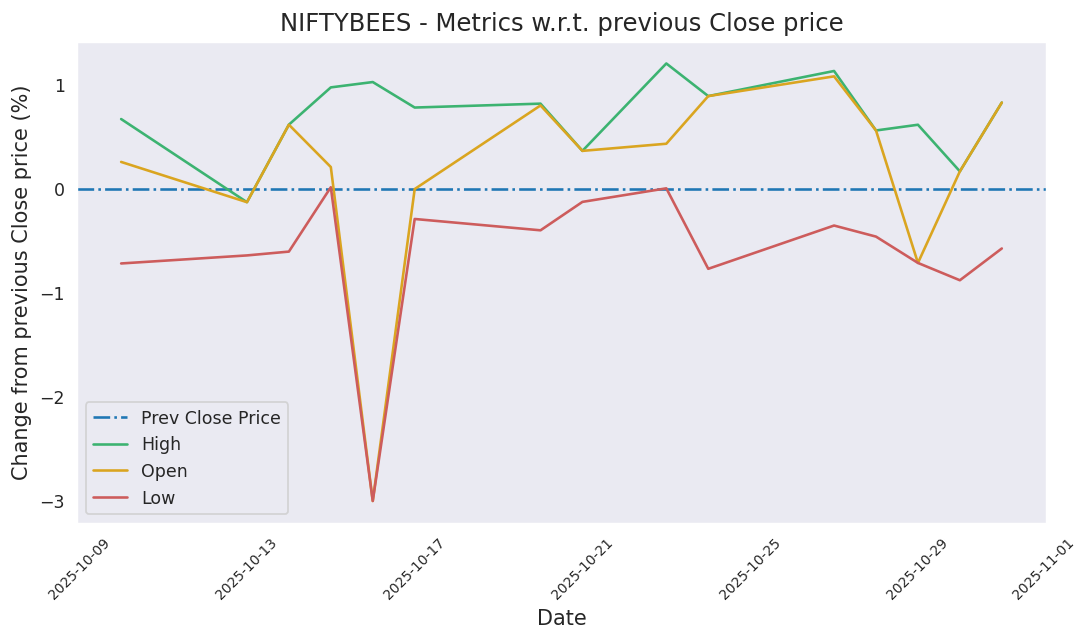 NIFTYBEES - Metrics w.r.t. previous Close price
Change from previous Close price (%)
1
0
−1
−2
−3
Prev Close Price
High
Open
Low
2025-10-09
2025-10-13
2025-10-17
2025-10-21
2025-10-25
2025-10-29
2025-11-01
Date